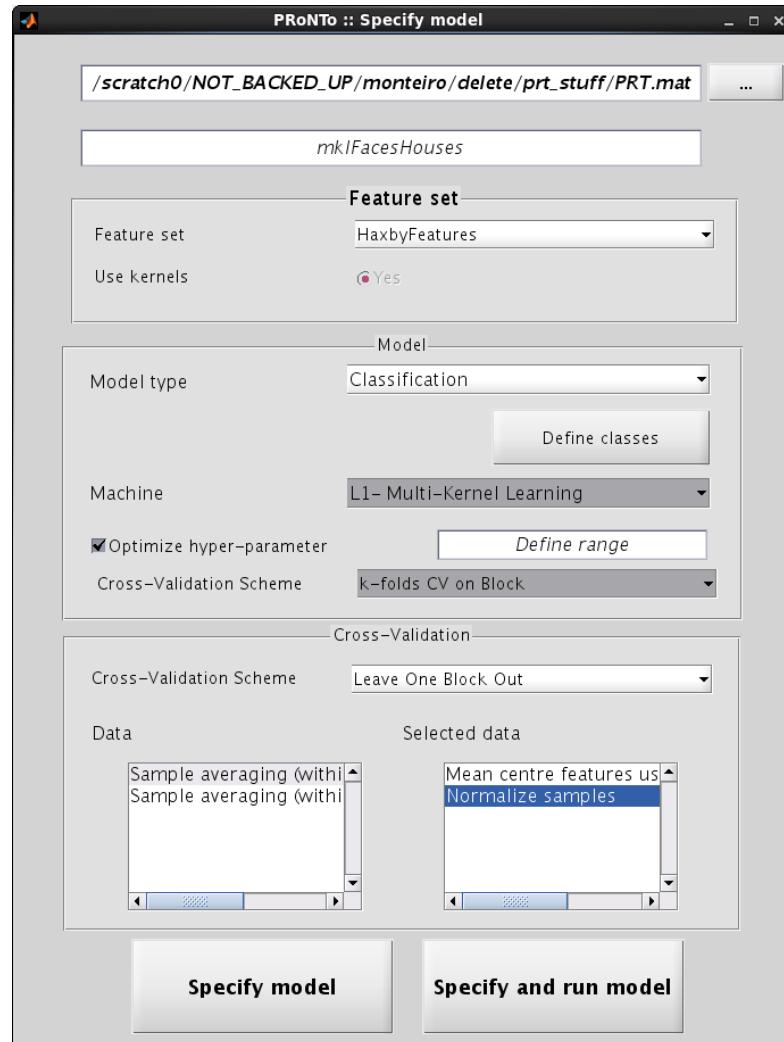 PRoNTo :: Specify model
/scratch0/NOT_BACKED_UP/monteiro/delete/prt_stuff/PRT.mat ...
mklFacesHouses
Feature set
Feature set HaxbyFeatures
Use kernels Yes
Model
Model type Classification
Define classes
Machine L1- Multi-Kernel Learning
Optimize hyper-parameter Define range
Cross-Validation Scheme k-folds CV on Block
Cross-Validation
Cross-Validation Scheme Leave One Block Out
Data Selected data
Sample averaging (withi Mean centre features us
Sample averaging (withi Normalize samples
Specify model Specify and run model